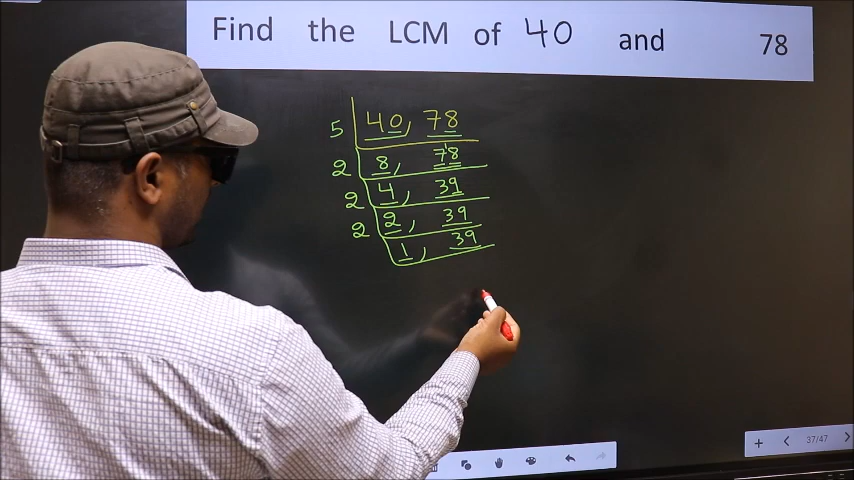 Find the LCM of 40 and 78
5 40, 78
2 8, 78
2 4, 39
2 2, 39
1, 39
37/47